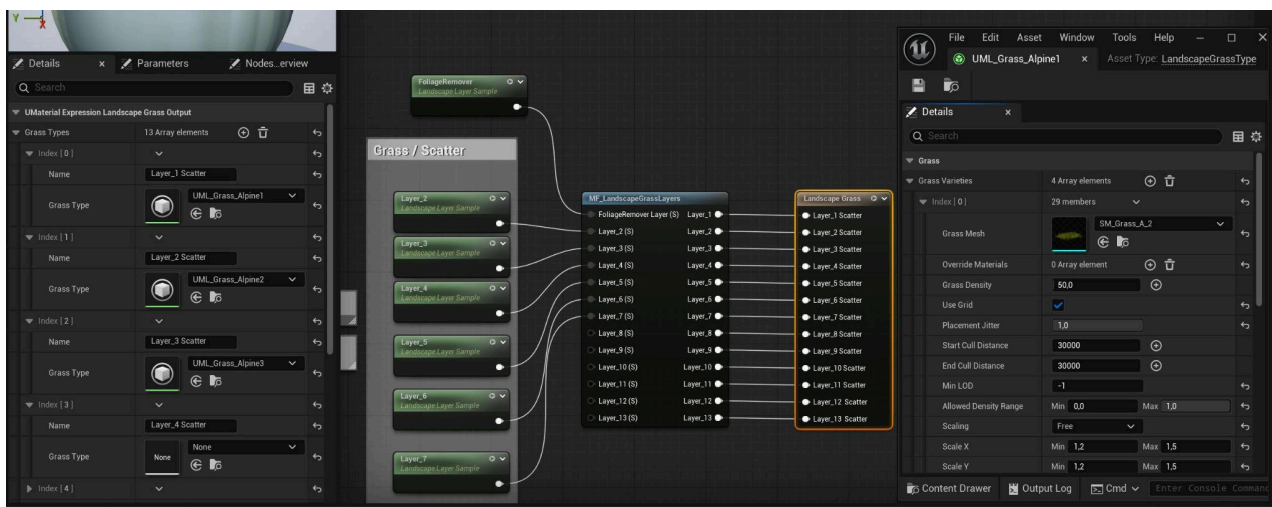 Y
X
Details
Parameters
Nodes...erview
Search
UMaterial Expression Landscape Grass Output
Grass Types 13 Array elements
Index [ 0 ]
Name Layer_1 Scatter
Grass Type UML_Grass_Alpine1
Index [ 1 ]
Name Layer_2 Scatter
Grass Type UML_Grass_Alpine2
Index [ 2 ]
Name Layer_3 Scatter
Grass Type UML_Grass_Alpine3
Index [ 3 ]
Name Layer_4 Scatter
Grass Type None None
Index [ 4 ]
FoliageRemover
Landscape Layer Sample
Grass / Scatter
Layer_2
Landscape Layer Sample
Layer_3
Landscape Layer Sample
Layer_4
Landscape Layer Sample
Layer_5
Landscape Layer Sample
Layer_6
Landscape Layer Sample
Layer_7
Landscape Layer Sample
MF_LandscapeGrassLayers
FoliageRemover Layer (S) Layer_1
Layer_2 (S) Layer_2
Layer_3 (S) Layer_3
Layer_4 (S) Layer_4
Layer_5 (S) Layer_5
Layer_6 (S) Layer_6
Layer_7 (S) Layer_7
Layer_8 (S) Layer_8
Layer_9 (S) Layer_9
Layer_10 (S) Layer_10
Layer_11 (S) Layer_11
Layer_12 (S) Layer_12
Layer_13 (S) Layer_13
Landscape Grass
Layer_1 Scatter
Layer_2 Scatter
Layer_3 Scatter
Layer_4 Scatter
Layer_5 Scatter
Layer_6 Scatter
Layer_7 Scatter
Layer_8 Scatter
Layer_9 Scatter
Layer_10 Scatter
Layer_11 Scatter
Layer_12 Scatter
Layer_13 Scatter
File Edit Asset Window Tools Help
UML_Grass_Alpine1 Asset Type: LandscapeGrassType
Details
Search
Grass
Grass Varieties 4 Array elements
Index [ 0 ] 29 members
Grass Mesh SM_Grass_A_2
Override Materials 0 Array element
Grass Density 50,0
Use Grid
Placement Jitter 1,0
Start Cull Distance 30000
End Cull Distance 30000
Min LOD -1
Allowed Density Range Min 0,0 Max 1,0
Scaling Free
Scale X Min 1,2 Max 1,5
Scale Y Min 1,2 Max 1,5
Content Drawer Output Log Cmd Enter Console Command